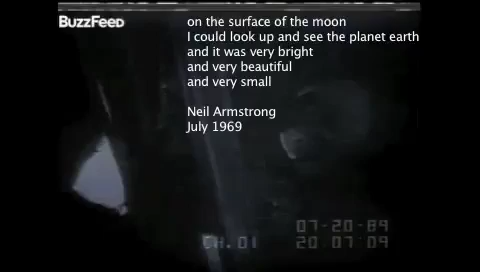 BuzzFeed
on the surface of the moon
I could look up and see the planet earth
and it was very bright
and very beautiful
and very small
Neil Armstrong
July 1969
07-20-89
CH.01 20 07:09